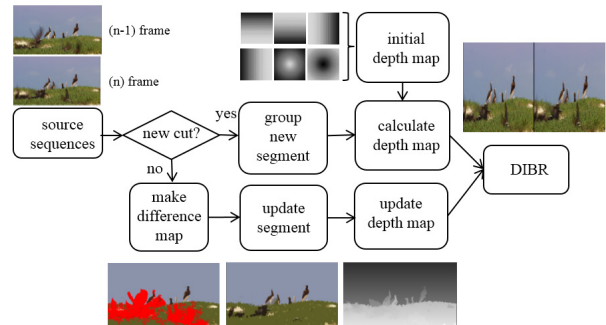 (n-1) frame
(n) frame
source
sequences
new cut?
yes
no
group
new
segment
initial
depth map
calculate
depth map
DIBR
make
difference
map
update
segment
update
depth map